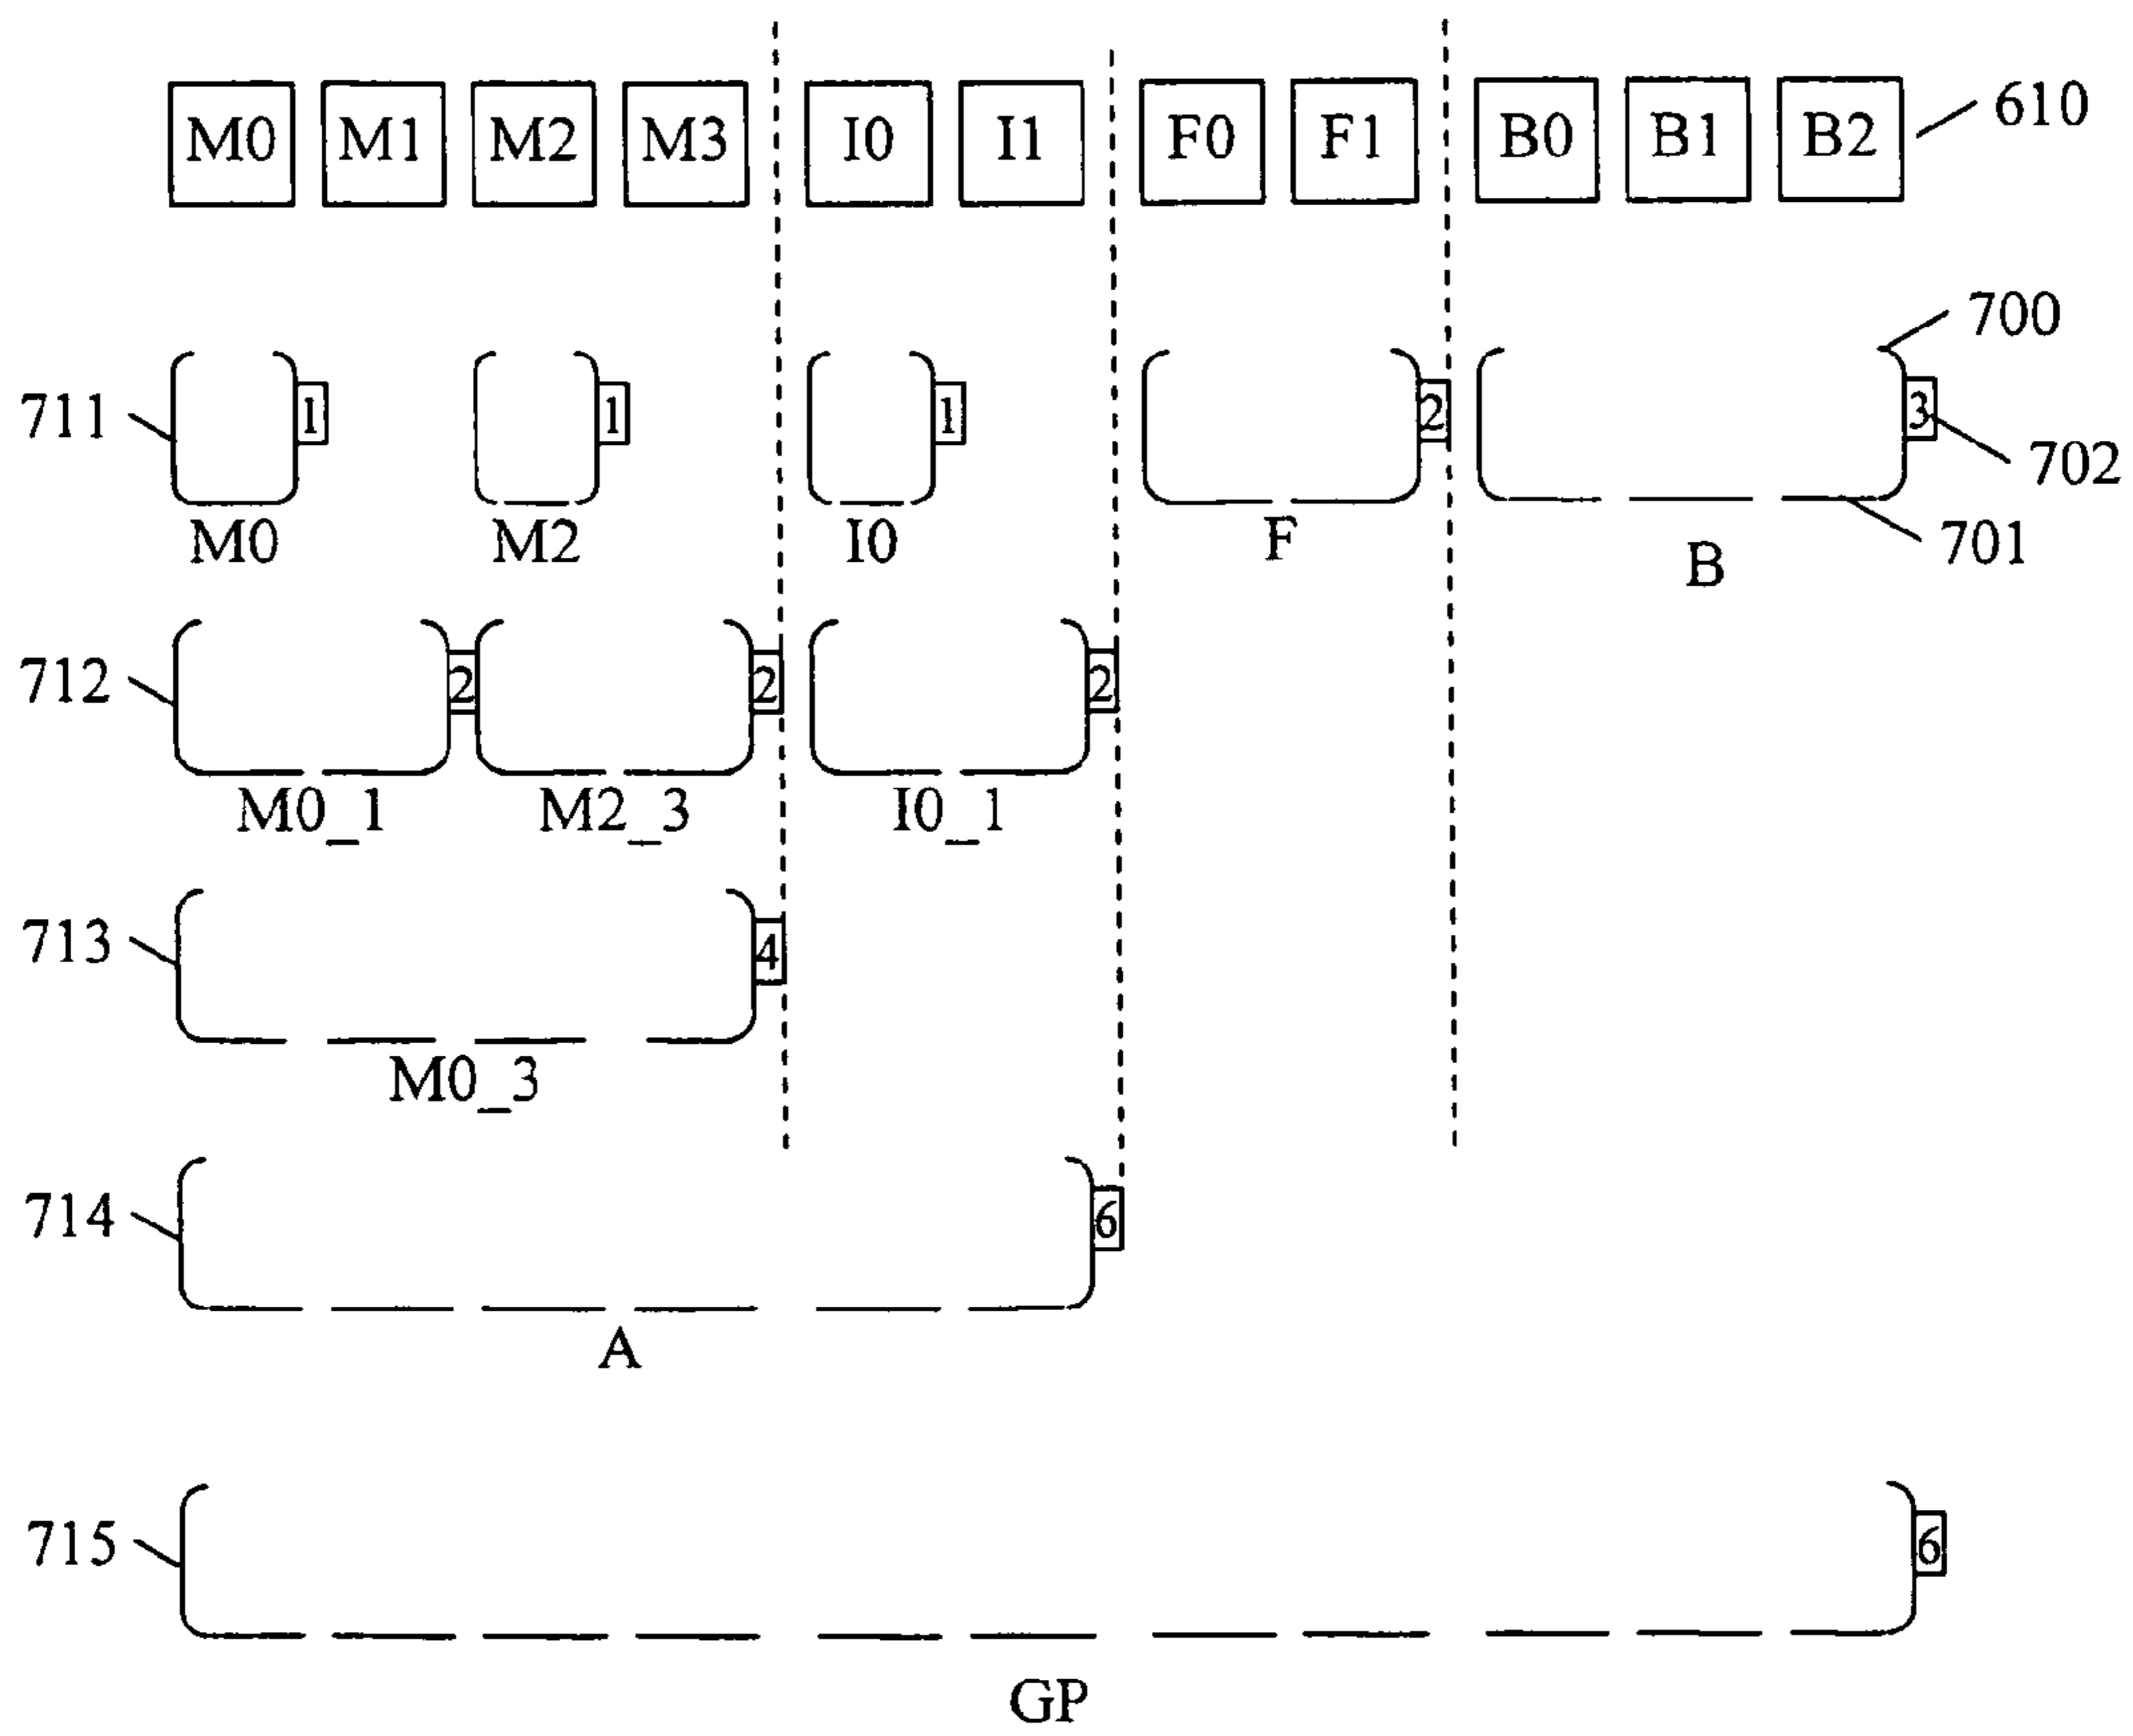 M0 M1 M2 M3 I0 I1 F0 F1 B0 B1 B2 610
700
711 1 1 1 2 3
702
M0 M2 I0 F B 701
712 2 2 2
M0_1 M2_3 I0_1
713 4
M0_3
714 6
A
715 6
GP